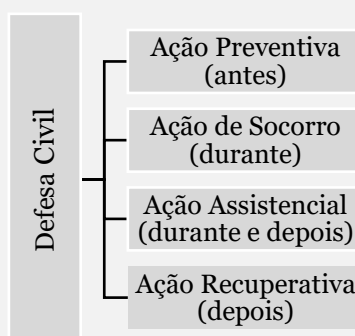 Defesa Civil
Ação Preventiva
(antes)
Ação de Socorro
(durante)
Ação Assistencial
(durante e depois)
Ação Recuperativa
(depois)